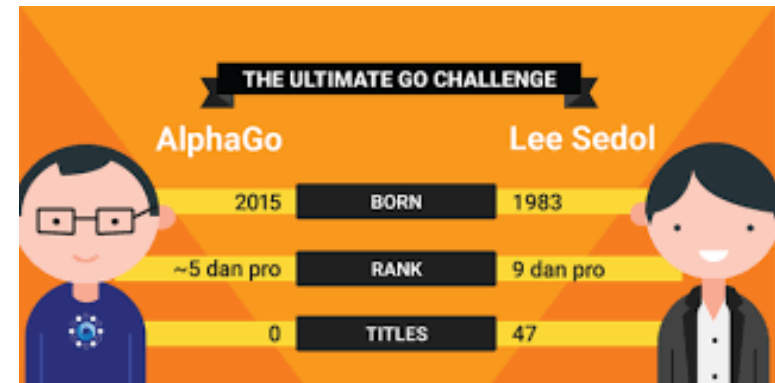 THE ULTIMATE GO CHALLENGE
AlphaGo Lee Sedol
2015 BORN 1983
~5 dan pro RANK 9 dan pro
0 TITLES 47